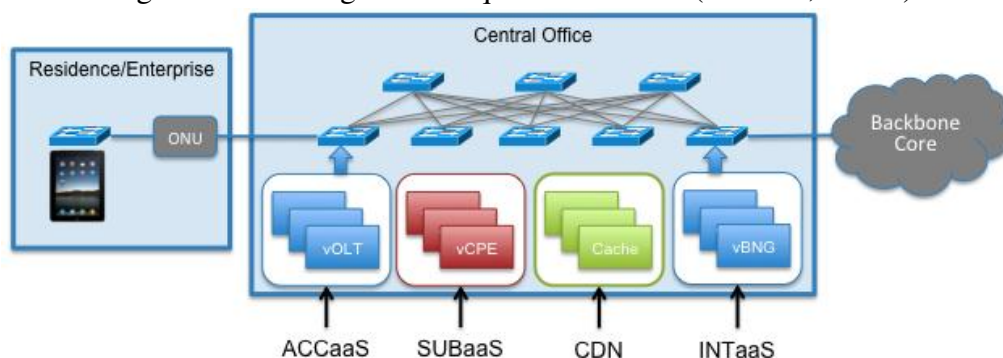 Central Office
Residence/Enterprise
ONU
Backbone
Core
vOLT
vCPE
Cache
vBNG
ACCaaS
SUBaaS
CDN
INTaaS